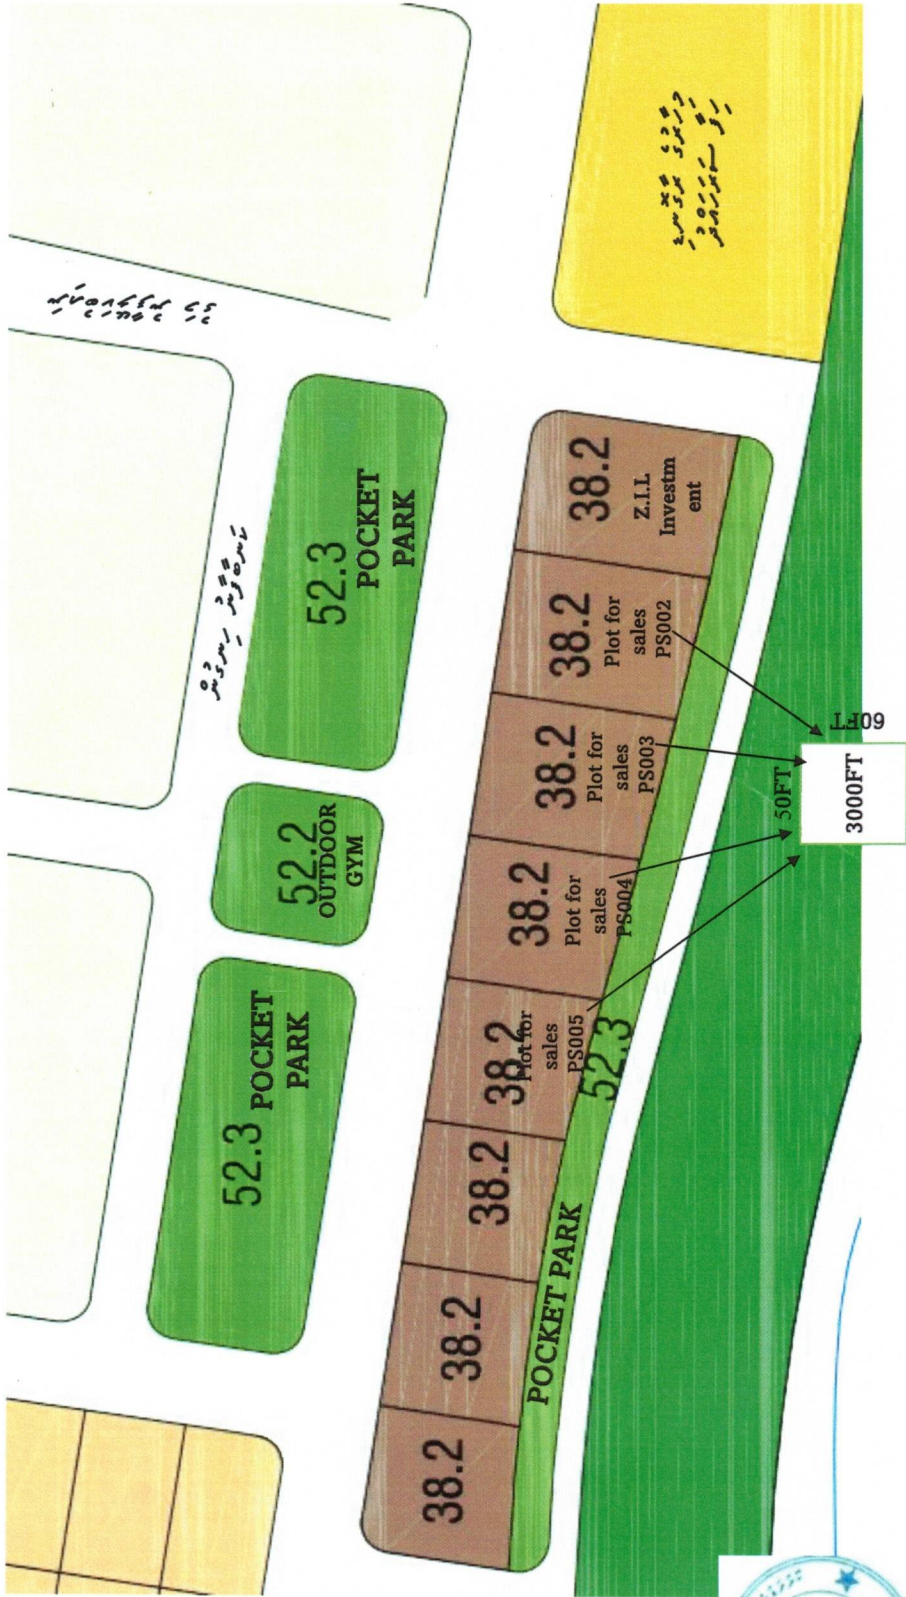 52.3
POCKET
PARK
52.2
OUTDOOR
GYM
52.3
POCKET
PARK
38.2
Z.I.L
Investm
ent
38.2
Plot for
sales
PS002
38.2
Plot for
sales
PS003
38.2
Plot for
sales
PS004
38.2
Plot for
sales
PS005
38.2
38.2
38.2
52.3
POCKET PARK
60FT
50FT
3000FT